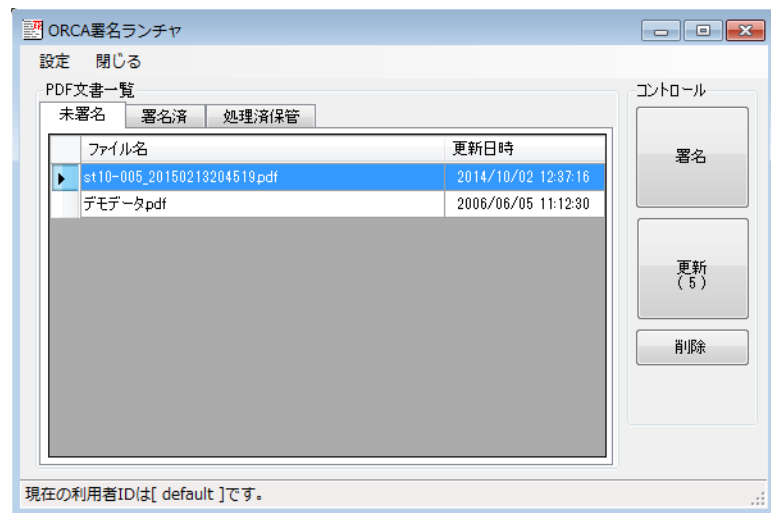 ORCA署名ランチャ
設定 閉じる
PDF文書一覧
未署名 署名済 処理済保管
ファイル名 更新日時
st10-005_20150213204519.pdf 2014/10/02 12:37:16
デモデータ.pdf 2006/06/05 11:12:30
コントロール
署名
更新
(5)
削除
現在の利用者IDは[ default ]です。